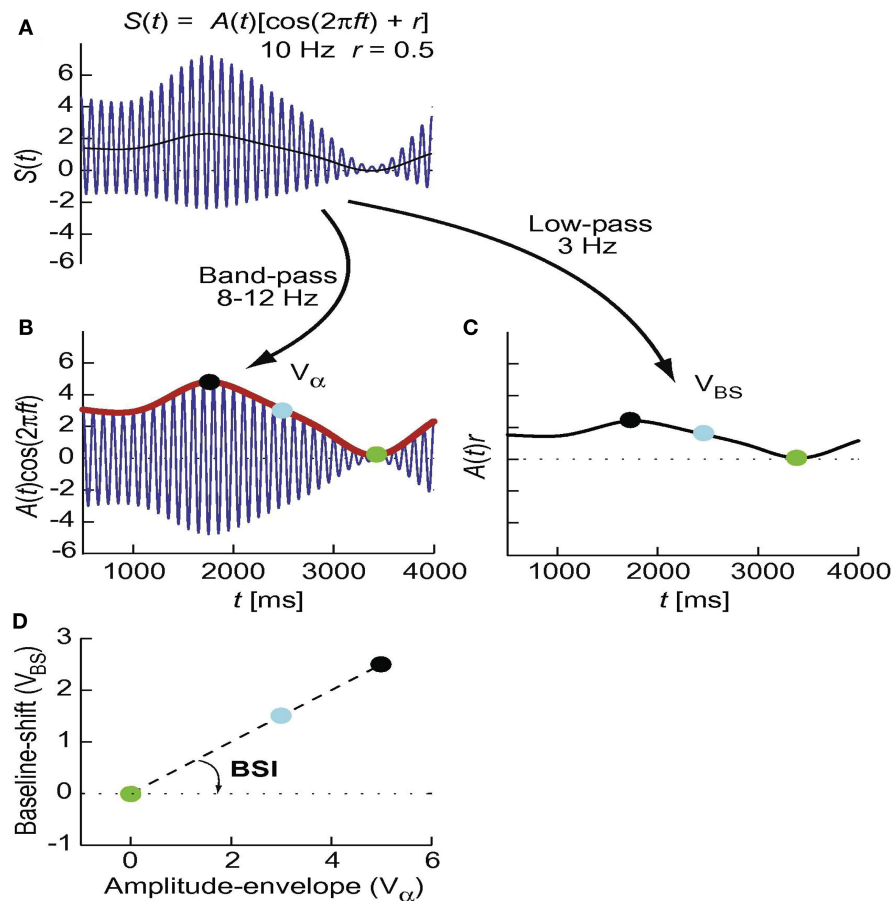 A
S(t) = A(t)[cos(2πft) + r]
10 Hz r = 0.5
6
4
2
0
-2
-4
-6
S(t)
Band-pass
8-12 Hz
Low-pass
3 Hz
B
Vα
6
4
2
0
-2
-4
-6
A(t)cos(2πft)
1000 2000 3000 4000
t [ms]
C
VBS
A(t)r
1000 2000 3000 4000
t [ms]
D
3
2
1
0
-1
Baseline-shift (VBS)
BSI
0 2 4 6
Amplitude-envelope (Vα)